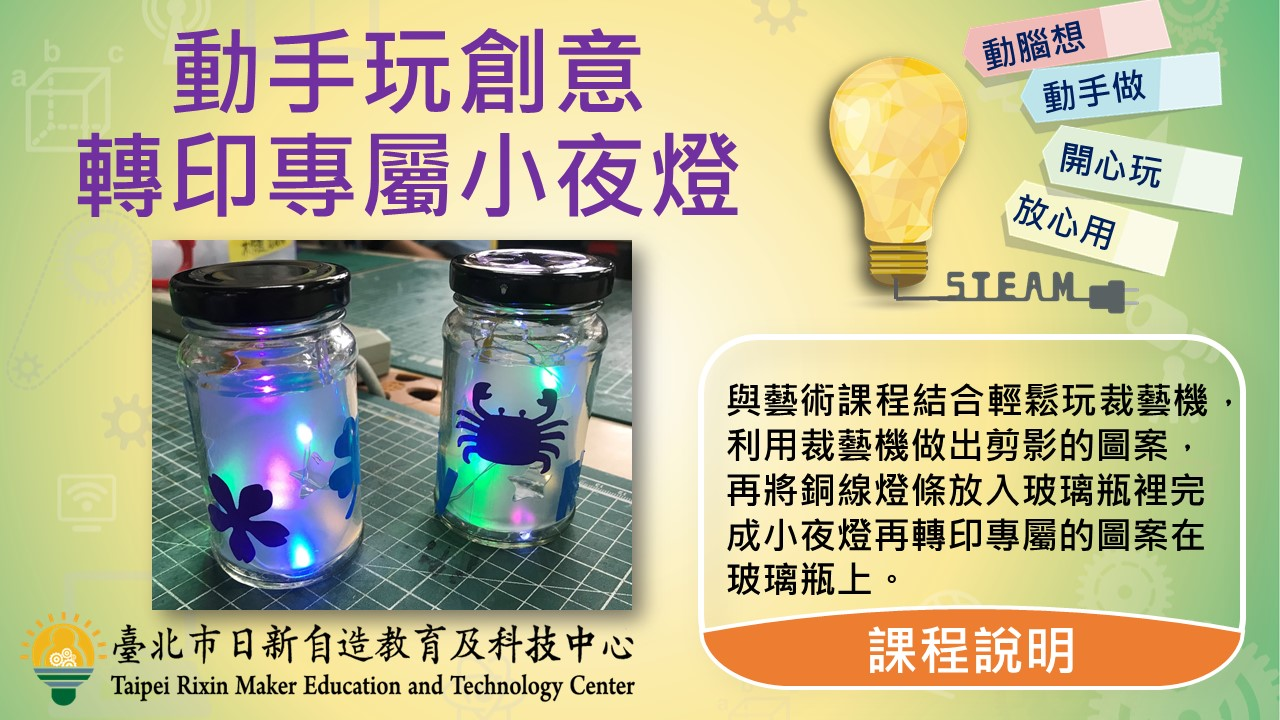 動手玩創意
轉印專屬小夜燈
動腦想
動手做
開心玩
放心用
STEAM
a b c
與藝術課程結合輕鬆玩裁藝機，
利用裁藝機做出剪影的圖案，
再將銅線燈條放入玻璃瓶裡完
成小夜燈再轉印專屬的圖案在
玻璃瓶上。
課程說明
臺北市日新自造教育及科技中心
Taipei Rixin Maker Education and Technology Center